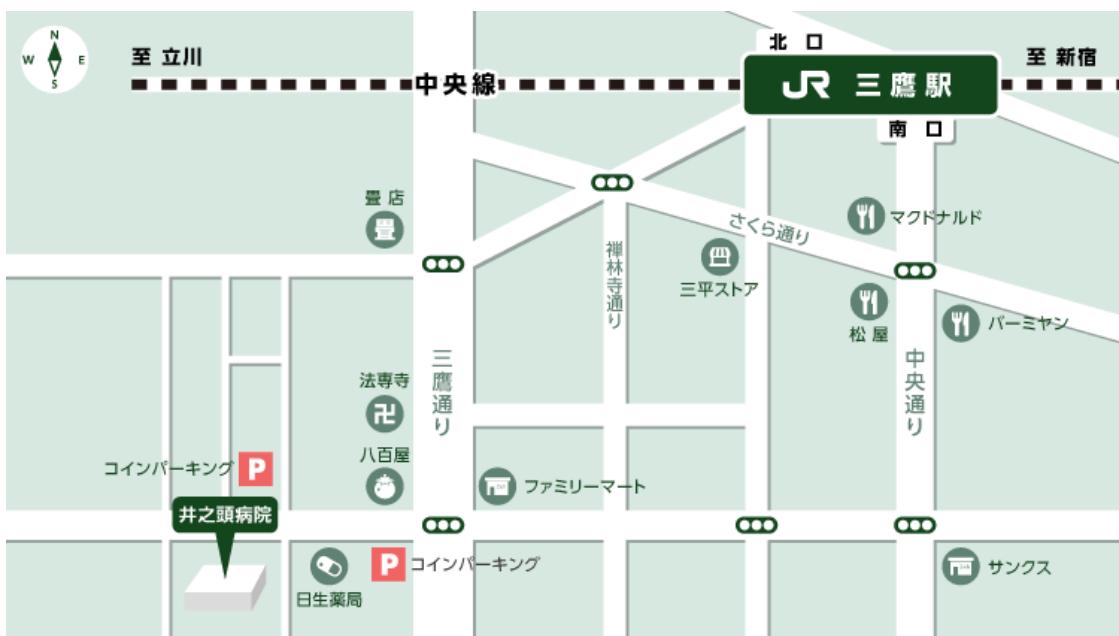 N
W E
S
至 立川
中央線
北 口
JR 三鷹駅
至 新宿
南 口
畳 店
畳
さくら通り
マクドナルド
禅林寺通り
三平ストア
松 屋
バーミヤン
三鷹通り
中央通り
法専寺
卍
八百屋
コインパーキング P
ファミリーマート
井之頭病院
日生薬局
P コインパーキング
サンクス